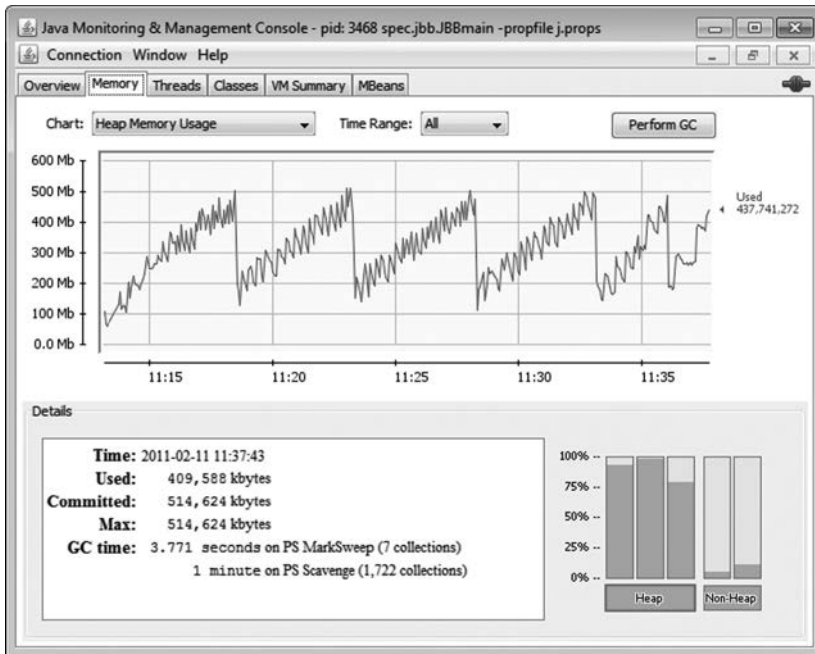 Java Monitoring & Management Console - pid: 3468 spec.jbb.JBBmain -propfile j.props
Connection Window Help
Overview Memory Threads Classes VM Summary MBeans
Chart: Heap Memory Usage Time Range: All Perform GC
600 Mb
500 Mb
400 Mb
300 Mb
200 Mb
100 Mb
0.0 Mb
Used
437,741,272
11:15 11:20 11:25 11:30 11:35
Details
Time: 2011-02-11 11:37:43
Used: 409,588 kbytes
Committed: 514,624 kbytes
Max: 514,624 kbytes
GC time: 3.771 seconds on PS MarkSweep (7 collections)
1 minute on PS Scavenge (1,722 collections)
100% --
75% --
50% --
25% --
0% --
Heap Non-Heap